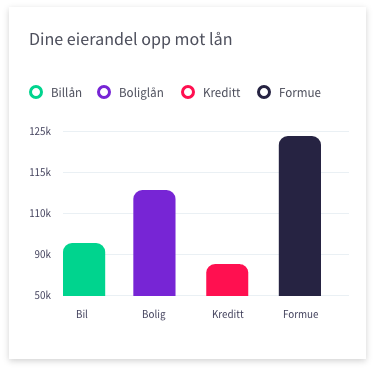 Dine eierandel opp mot lån
Billån Boliglån Kreditt Formue
125k
115k
110k
90k
50k
Bil Bolig Kreditt Formue